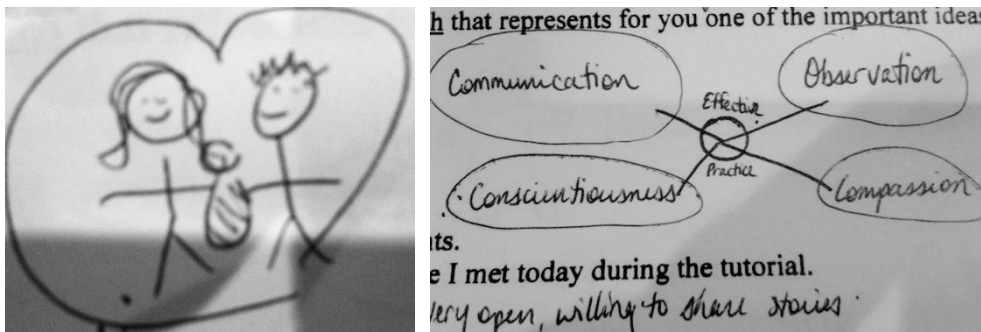 h that represents for you one of the important ideas
Communication
Observation
Effective
Practice
Conscientiousness
Compassion
ts.
e I met today during the tutorial.
Very open, willing to share stories.